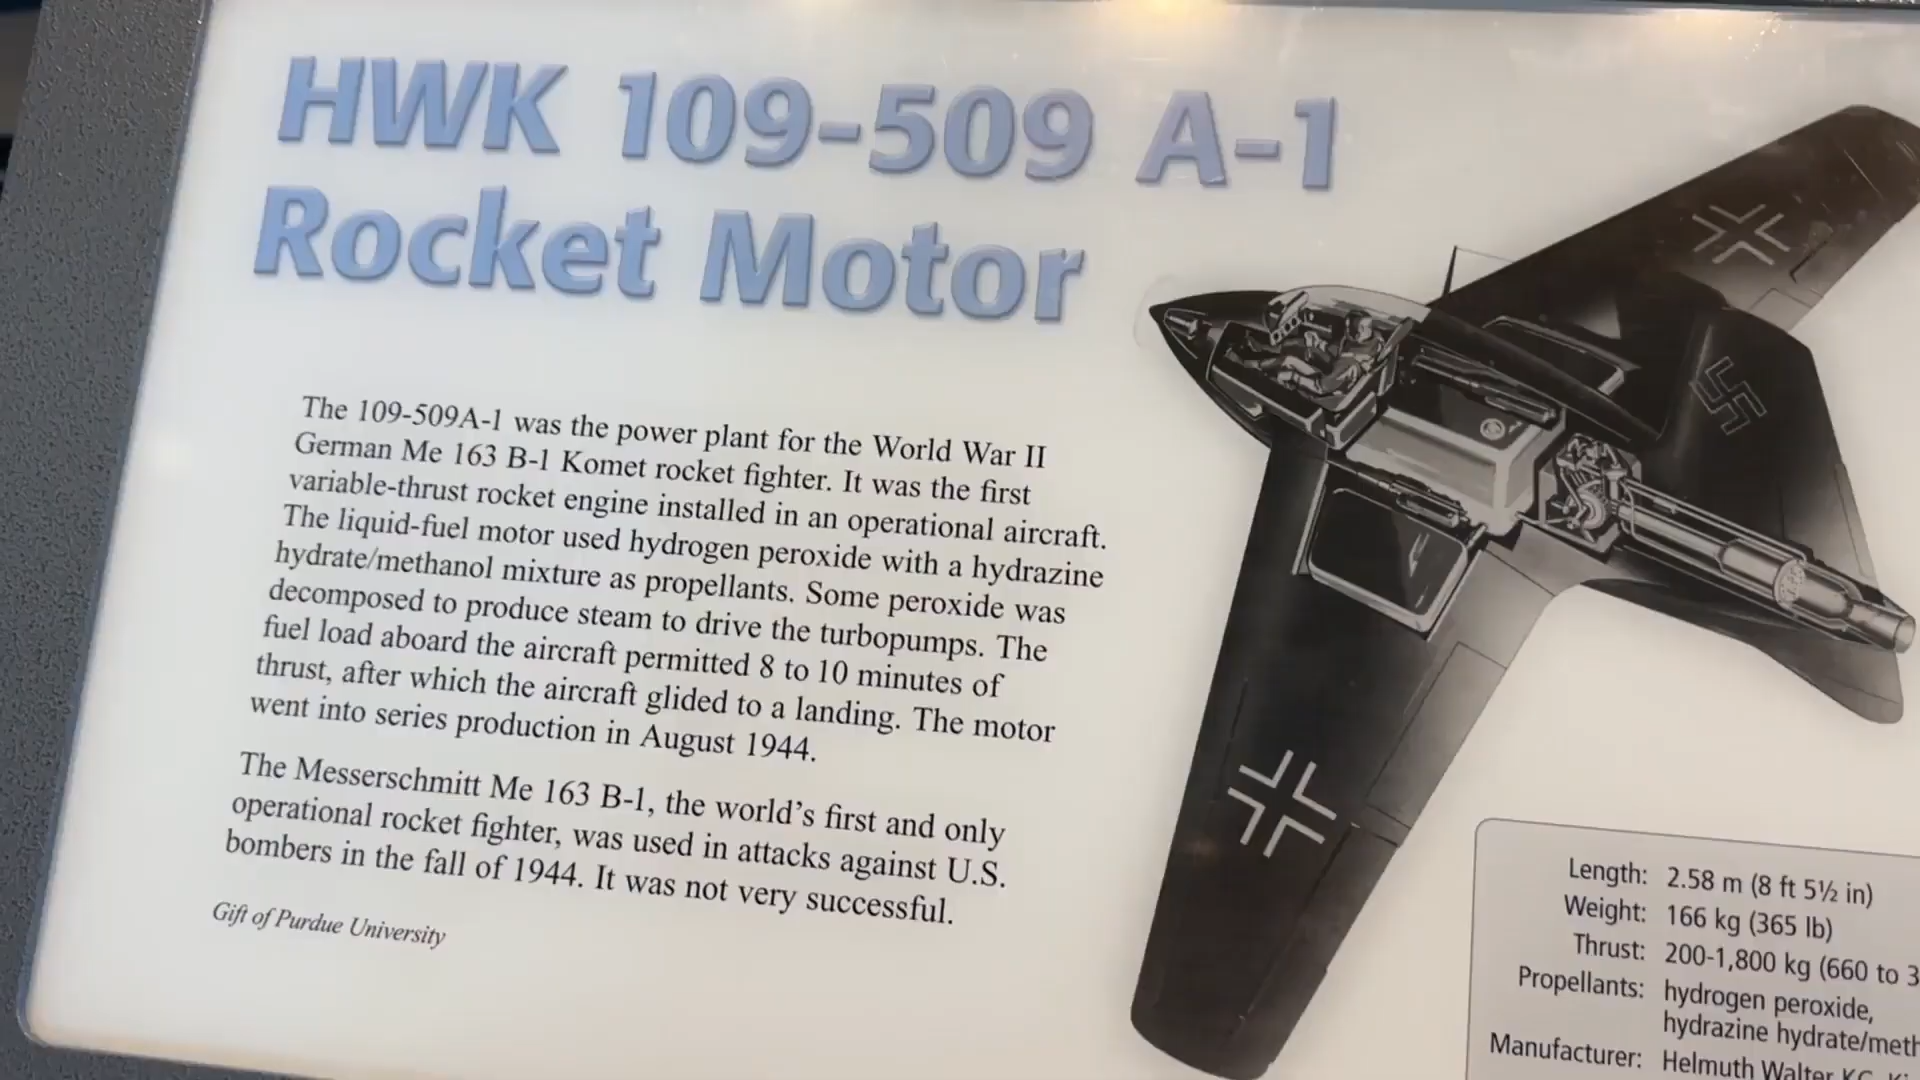 HWK 109-509 A-1
Rocket Motor
The 109-509A-1 was the power plant for the World War II
German Me 163 B-1 Komet rocket fighter. It was the first
variable-thrust rocket engine installed in an operational aircraft.
The liquid-fuel motor used hydrogen peroxide with a hydrazine
hydrate/methanol mixture as propellants. Some peroxide was
decomposed to produce steam to drive the turbopumps. The
fuel load aboard the aircraft permitted 8 to 10 minutes of
thrust, after which the aircraft glided to a landing. The motor
went into series production in August 1944.
The Messerschmitt Me 163 B-1, the world's first and only
operational rocket fighter, was used in attacks against U.S.
bombers in the fall of 1944. It was not very successful.
Gift of Purdue University
Length: 2.58 m (8 ft 5½ in)
Weight: 166 kg (365 lb)
Thrust: 200-1,800 kg (660 to
Propellants: hydrogen peroxide,
hydrazine hydrate/meth
Manufacturer: Helmuth Walter KG,